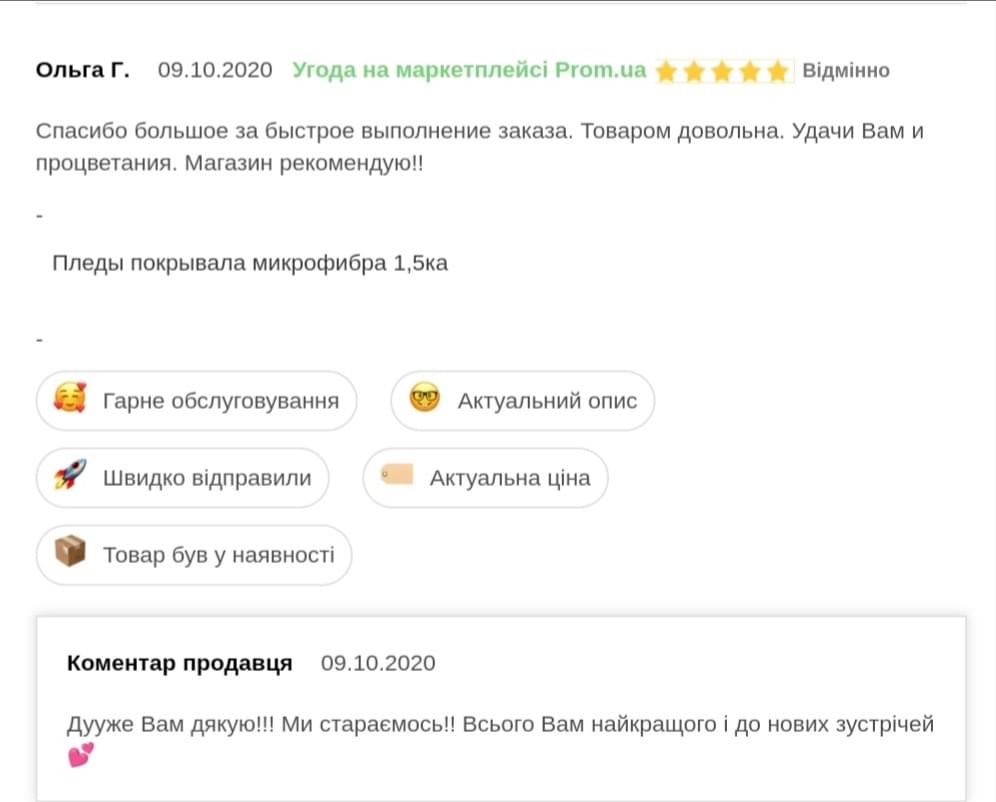 Ольга Г. 09.10.2020 Угода на маркетплейсі Prom.ua Відмінно
Спасибо большое за быстрое выполнение заказа. Товаром довольна. Удачи Вам и
процветания. Магазин рекомендую!!
-
Пледы покрывала микрофибра 1,5ка
-
Гарне обслуговування Актуальний опис
Швидко відправили Актуальна ціна
Товар був у наявності
Коментар продавця 09.10.2020
Дууже Вам дякую!!! Ми стараємось!! Всього Вам найкращого і до нових зустрічей
💕